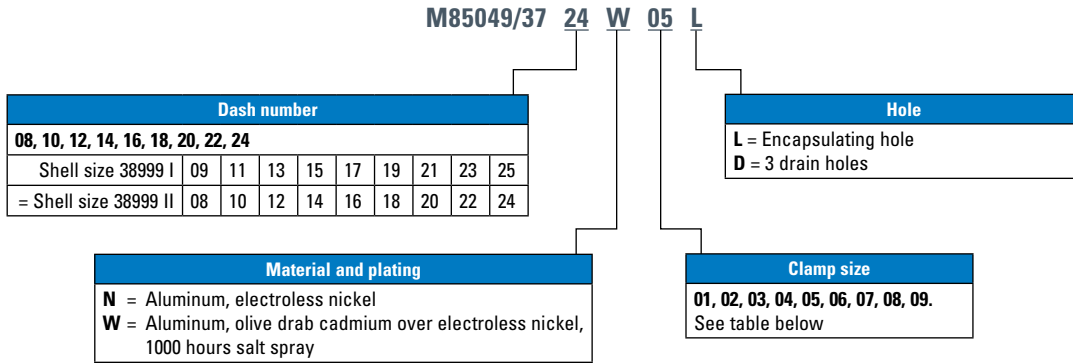 M85049/37 24 W 05 L
Dash number
08, 10, 12, 14, 16, 18, 20, 22, 24
Shell size 38999 I 09 11 13 15 17 19 21 23 25
= Shell size 38999 II 08 10 12 14 16 18 20 22 24
Hole
L = Encapsulating hole
D = 3 drain holes
Material and plating
N = Aluminum, electroless nickel
W = Aluminum, olive drab cadmium over electroless nickel,
1000 hours salt spray
Clamp size
01, 02, 03, 04, 05, 06, 07, 08, 09.
See table below